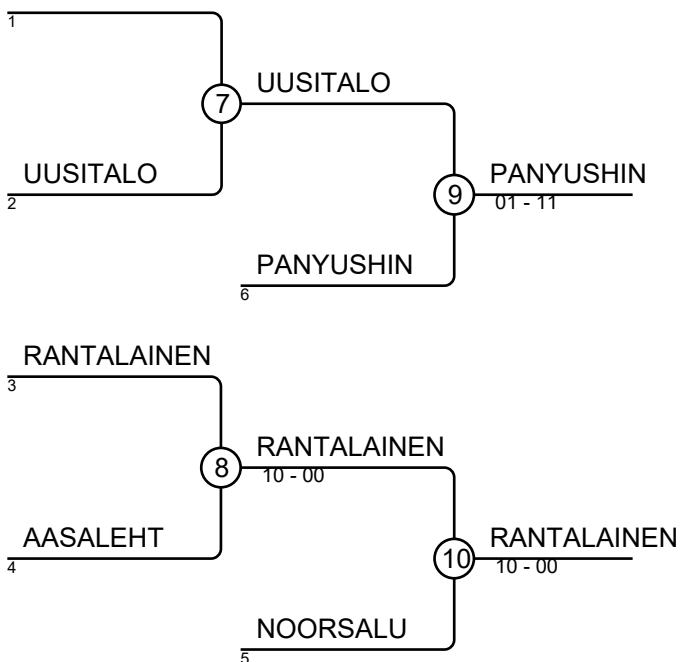 1
7
UUSITALO
UUSITALO
2
9
PANYUSHIN
01 - 11
PANYUSHIN
6
RANTALAINEN
3
8
RANTALAINEN
10 - 00
AASALEHT
4
10
RANTALAINEN
10 - 00
NOORSALU
5